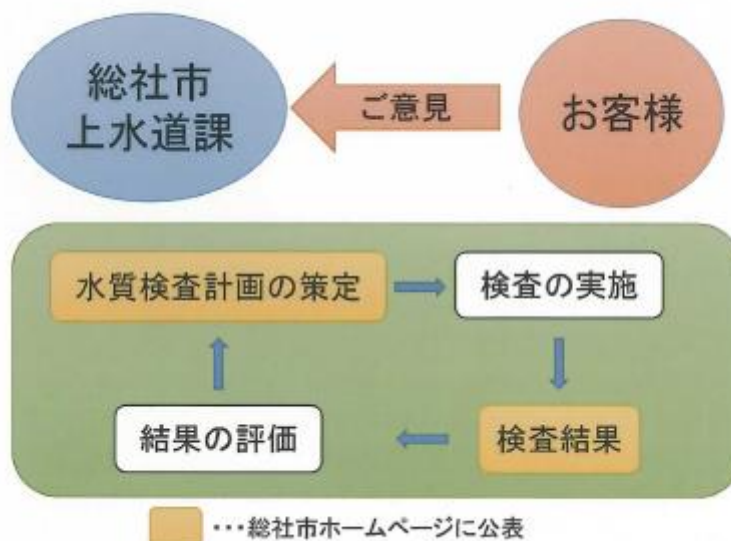 総社市
上水道課
ご意見
お客様
水質検査計画の策定
検査の実施
結果の評価
検査結果
・・・総社市ホームページに公表